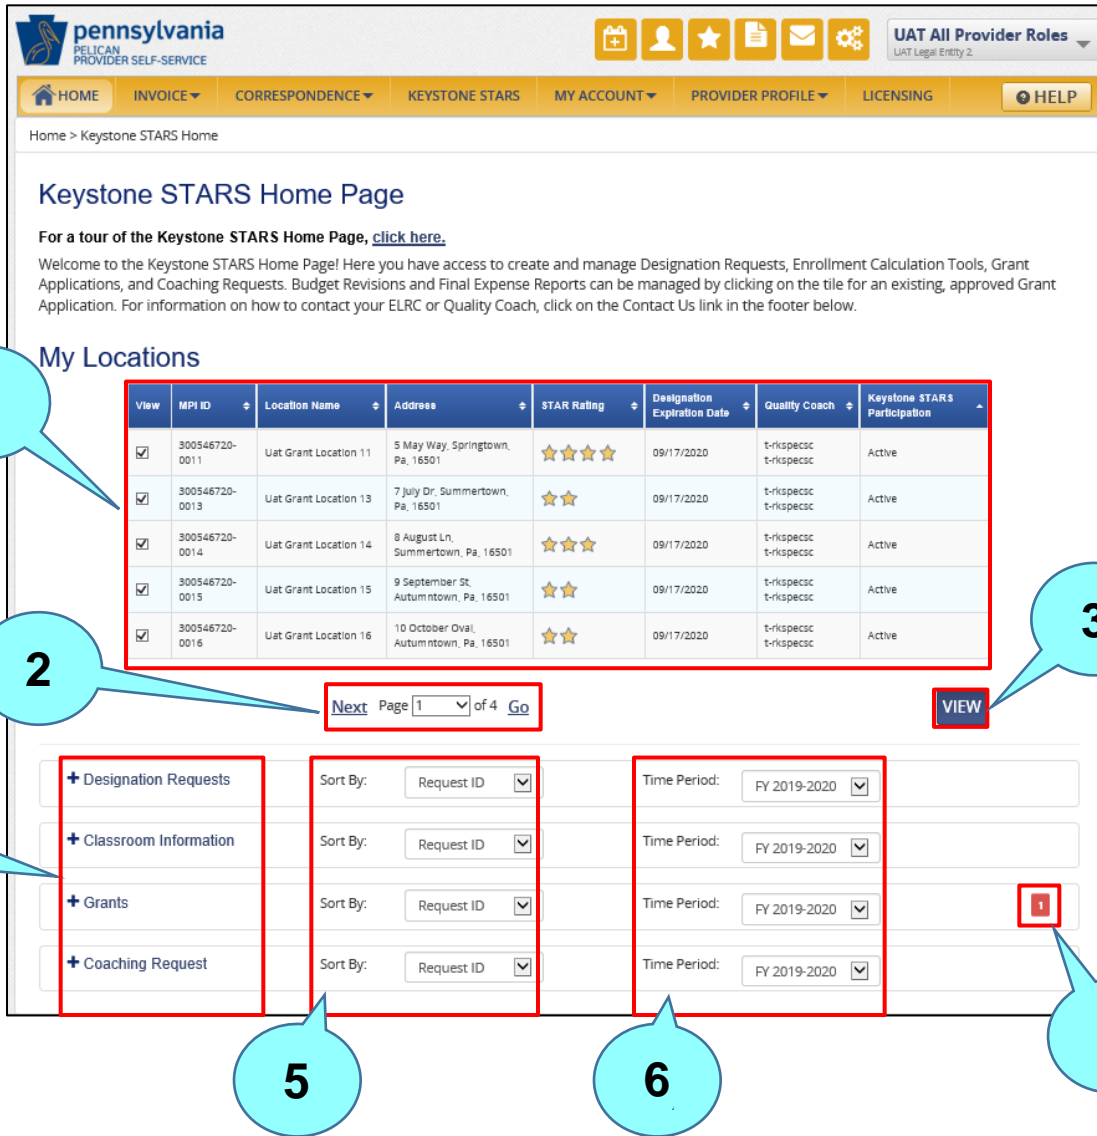 pennsylvania
PELICAN
PROVIDER SELF-SERVICE
UAT All Provider Roles
UAT Legal Entity 2
HOME INVOICE CORRESPONDENCE KEYSTONE STARS MY ACCOUNT PROVIDER PROFILE LICENSING HELP
Home > Keystone STARS Home
Keystone STARS Home Page
For a tour of the Keystone STARS Home Page, click here.
Welcome to the Keystone STARS Home Page! Here you have access to create and manage Designation Requests, Enrollment Calculation Tools, Grant
Applications, and Coaching Requests. Budget Revisions and Final Expense Reports can be managed by clicking on the tile for an existing, approved Grant
Application. For information on how to contact your ELRC or Quality Coach, click on the Contact Us link in the footer below.
My Locations
View MPI ID Location Name Address STAR Rating Designation Expiration Date Quality Coach Keystone STARS Participation
300546720-0011 Uat Grant Location 11 5 May Way, Springtown, Pa, 16501 09/17/2020 t-rkspecsc t-rkspecsc Active
300546720-0013 Uat Grant Location 13 7 July Dr, Summertown, Pa, 16501 09/17/2020 t-rkspecsc t-rkspecsc Active
300546720-0014 Uat Grant Location 14 8 August Ln, Summertown, Pa, 16501 09/17/2020 t-rkspecsc t-rkspecsc Active
300546720-0015 Uat Grant Location 15 9 September St, Autumntown, Pa, 16501 09/17/2020 t-rkspecsc t-rkspecsc Active
300546720-0016 Uat Grant Location 16 10 October Oval, Autumntown, Pa, 16501 09/17/2020 t-rkspecsc t-rkspecsc Active
2
3
Next Page 1 of 4 Go
VIEW
+ Designation Requests Sort By: Request ID Time Period: FY 2019-2020
+ Classroom Information Sort By: Request ID Time Period: FY 2019-2020
+ Grants Sort By: Request ID Time Period: FY 2019-2020 1
+ Coaching Request Sort By: Request ID Time Period: FY 2019-2020
5
6